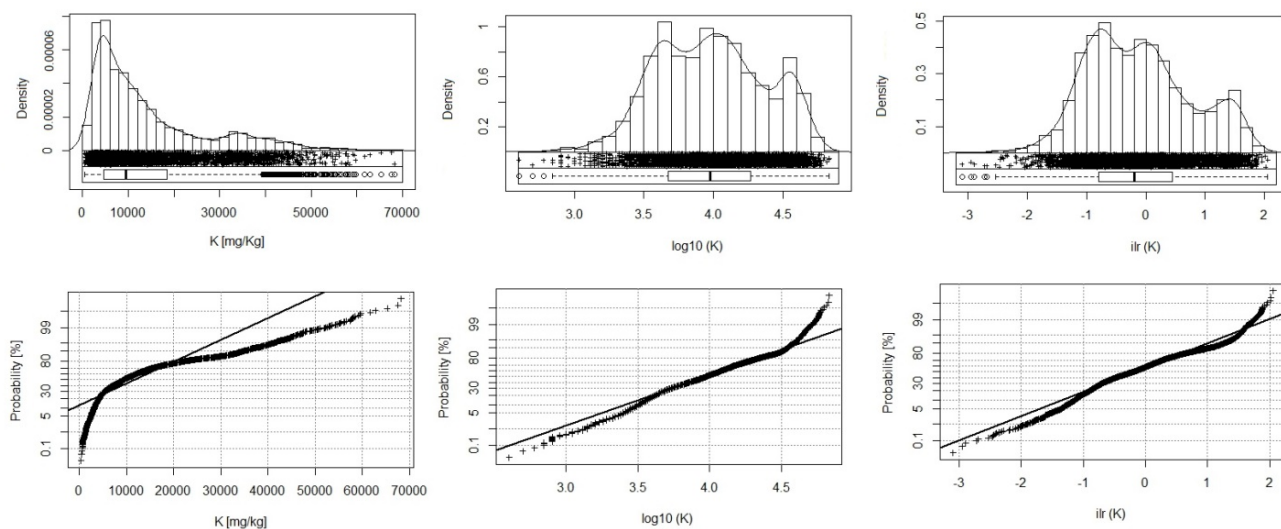 Density
0
0.00002
0.00006
0 10000 30000 50000 70000
K [mg/Kg]
Density
0.2
0.6
1
3.0 3.5 4.0 4.5
log10 (K)
Density
0.1
0.3
0.5
-3 -2 -1 0 1 2
ilr (K)
Probability [%]
0.1
5
30
80
99
0 10000 20000 30000 40000 50000 60000 70000
K [mg/kg]
Probability [%]
0.1
5
30
80
99
3.0 3.5 4.0 4.5
log10 (K)
Probability [%]
0.1
5
30
80
99
-3 -2 -1 0 1 2
ilr (K)